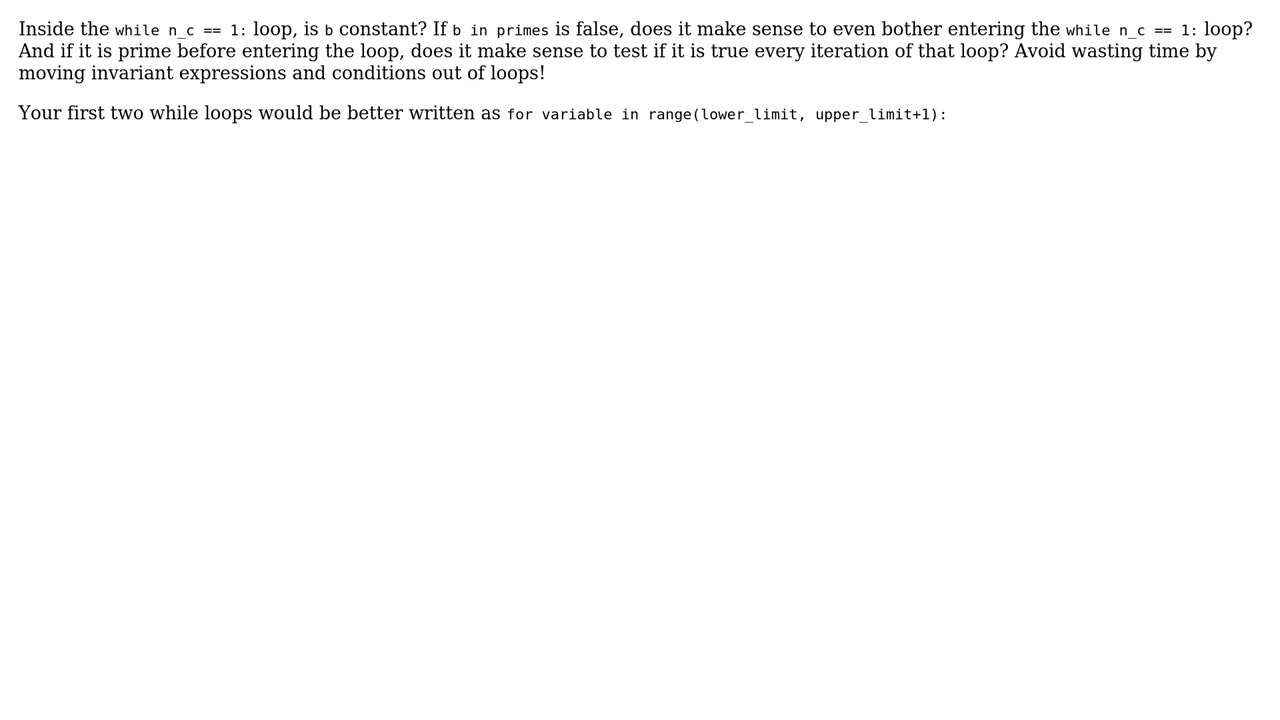 Inside the while n_c == 1: loop, is b constant? If b in primes is false, does it make sense to even bother entering the while n_c == 1: loop?
And if it is prime before entering the loop, does it make sense to test if it is true every iteration of that loop? Avoid wasting time by
moving invariant expressions and conditions out of loops!
Your first two while loops would be better written as for variable in range(lower_limit, upper_limit+1):